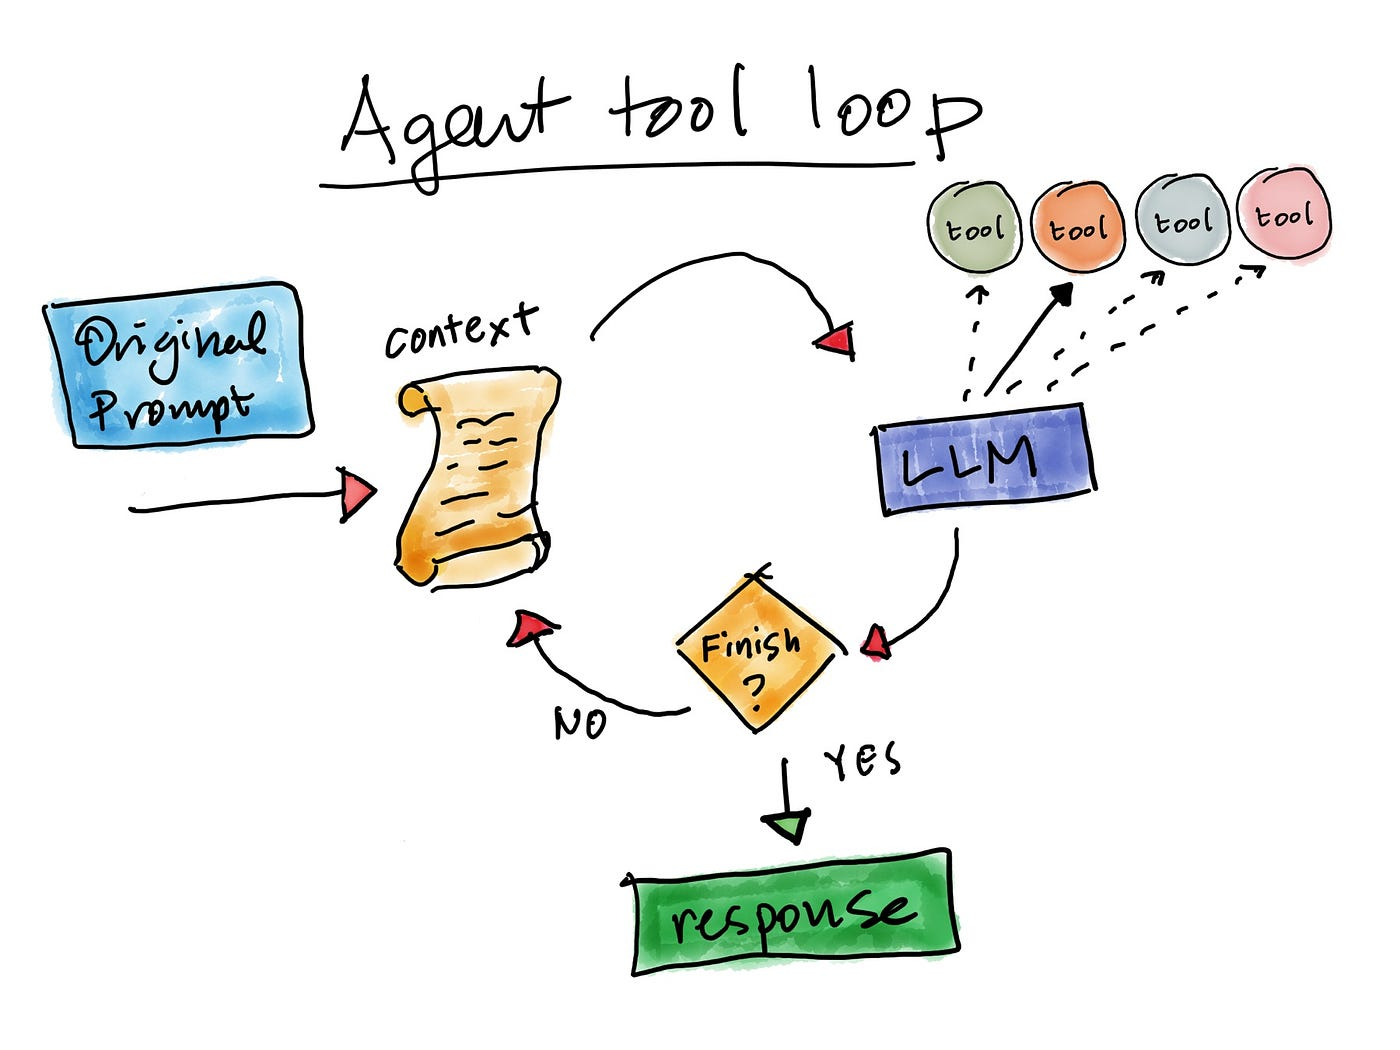 Agent tool loop
tool tool tool tool
Original
Prompt
context
LLM
Finish
?
NO
YES
response